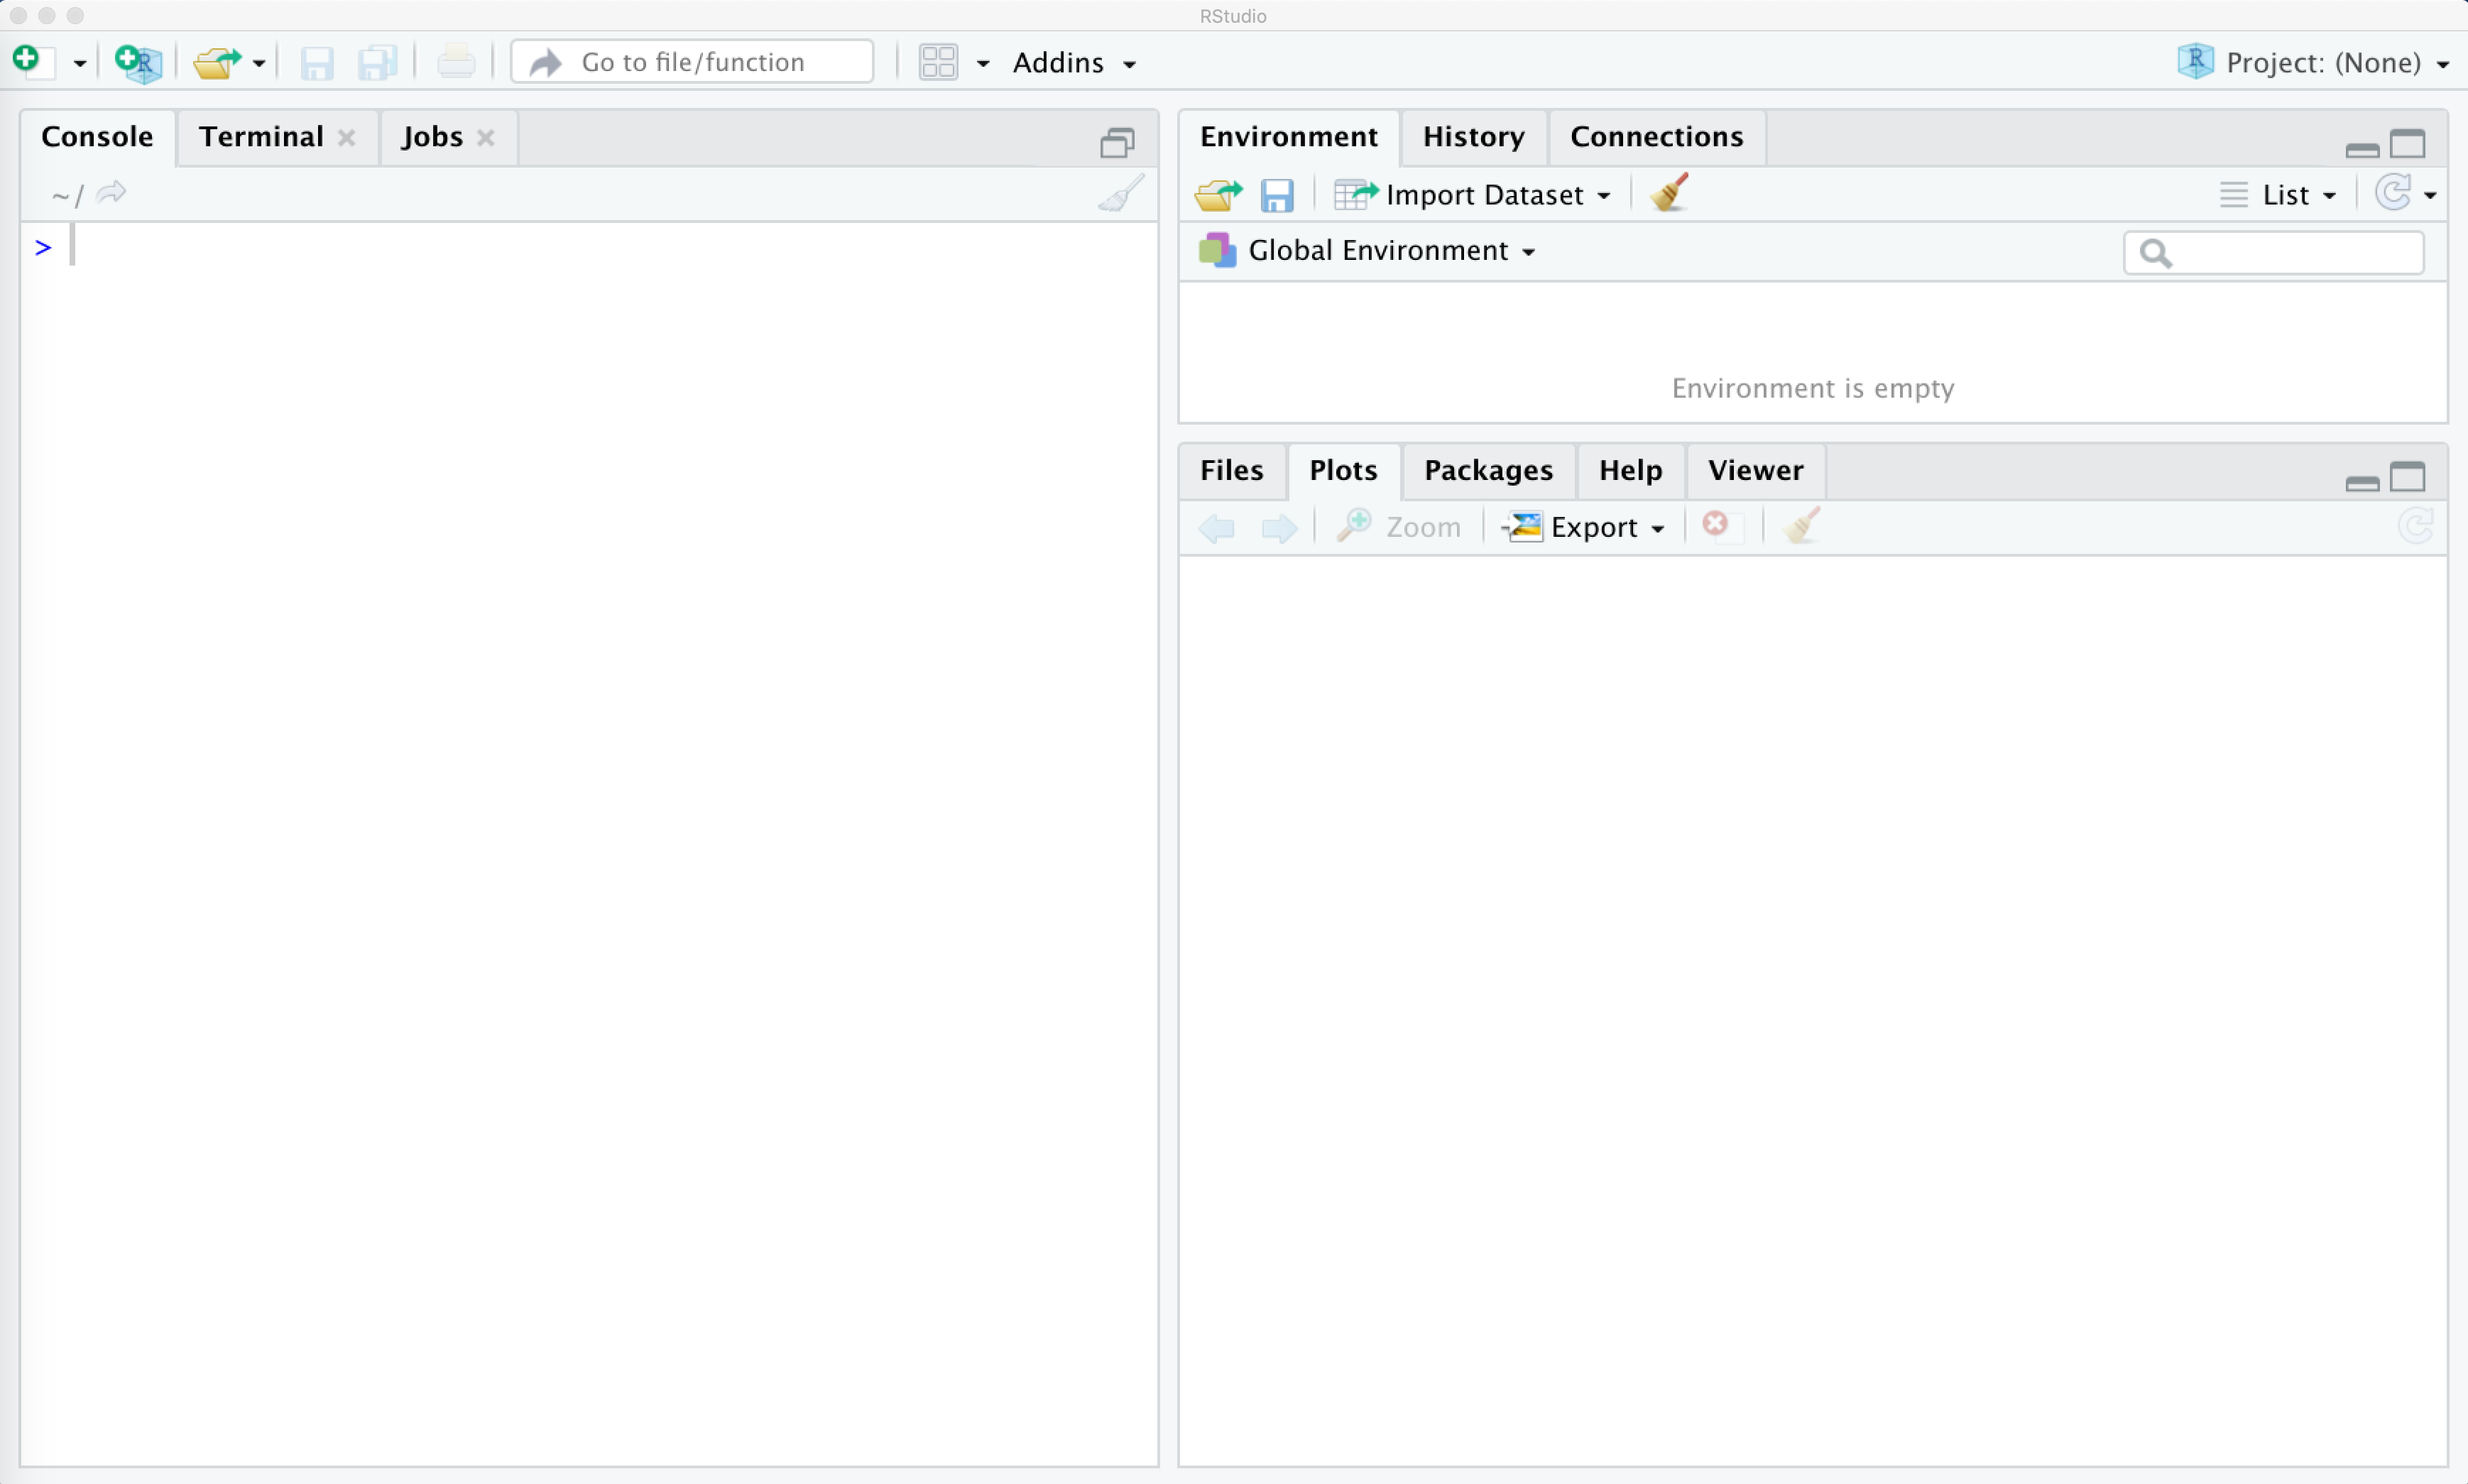 RStudio
Go to file/function
Addins
Project: (None)
Console
Terminal
Jobs
~/
>
Environment
History
Connections
Import Dataset
List
Global Environment
Environment is empty
Files
Plots
Packages
Help
Viewer
Zoom
Export